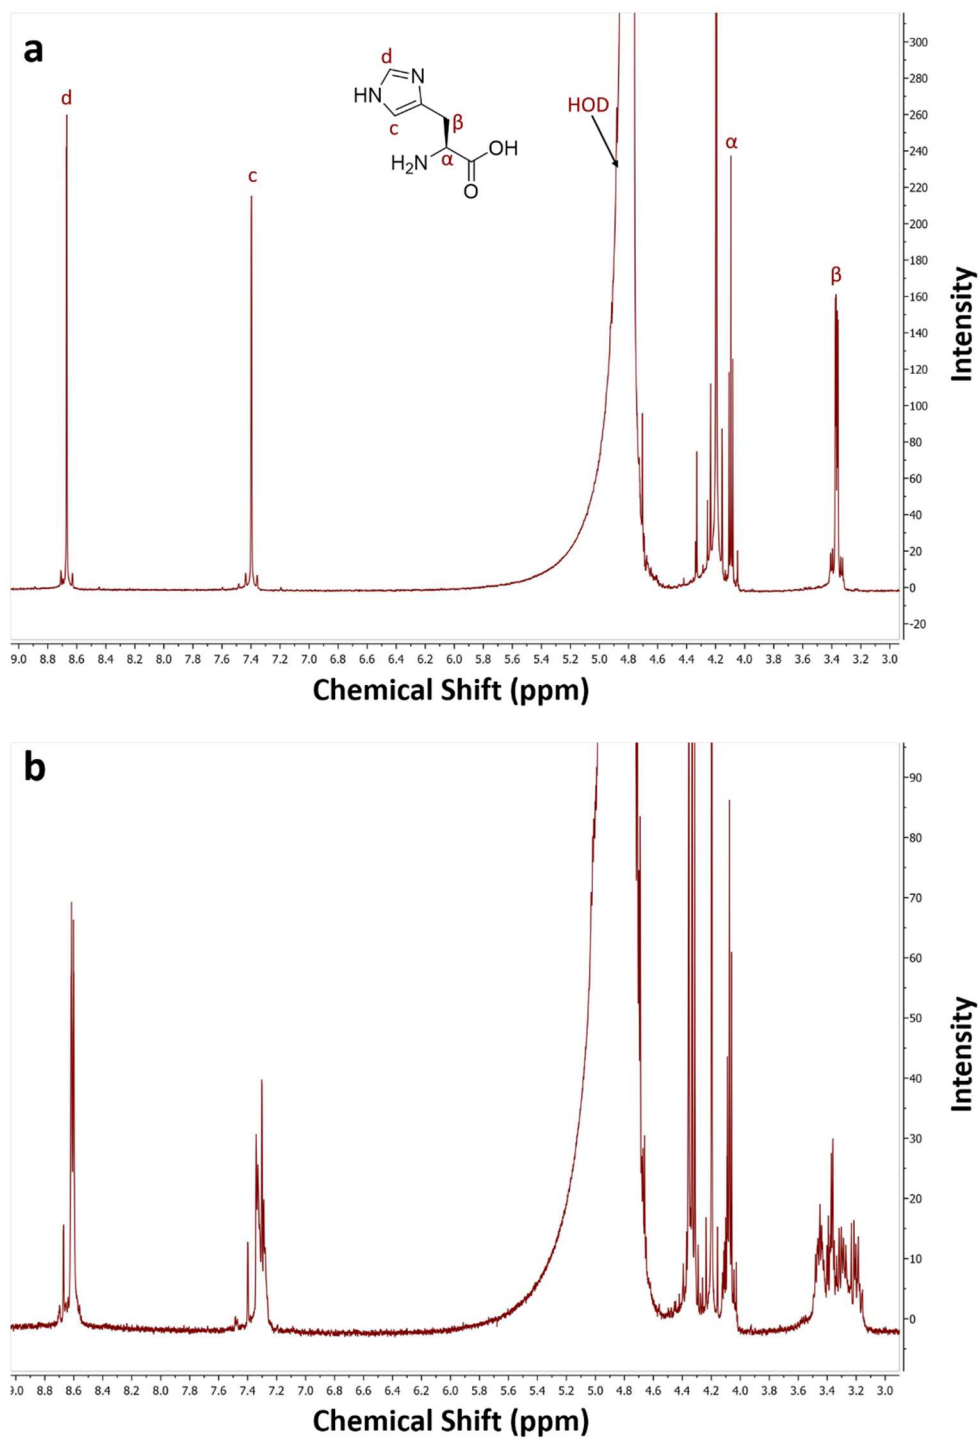 a
d
c
d
N
HN
c
β
H₂N
α
OH
O
HOD
α
β
300
280
260
240
220
200
180
160
140
120
100
80
60
40
20
0
-20
Intensity
9.0 8.8 8.6 8.4 8.2 8.0 7.8 7.6 7.4 7.2 7.0 6.8 6.6 6.4 6.2 6.0 5.8 5.6 5.4 5.2 5.0 4.8 4.6 4.4 4.2 4.0 3.8 3.6 3.4 3.2 3.0
Chemical Shift (ppm)
b
90
80
70
60
50
40
30
20
10
0
Intensity
9.0 8.8 8.6 8.4 8.2 8.0 7.8 7.6 7.4 7.2 7.0 6.8 6.6 6.4 6.2 6.0 5.8 5.6 5.4 5.2 5.0 4.8 4.6 4.4 4.2 4.0 3.8 3.6 3.4 3.2 3.0
Chemical Shift (ppm)